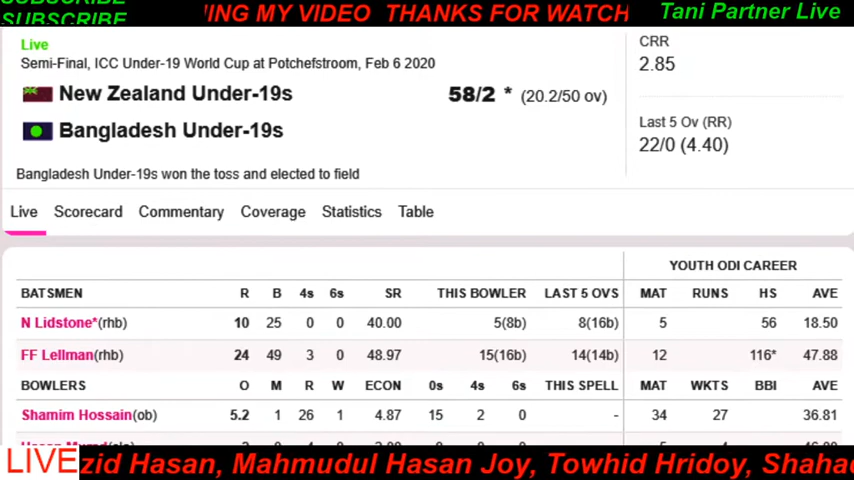 SUBSCRIBE
SUBSCRIBE
ING MY VIDEO THANKS FOR WATCH
Tani Partner Live
Live
Semi-Final, ICC Under-19 World Cup at Potchefstroom, Feb 6 2020
New Zealand Under-19s 58/2 * (20.2/50 ov)
Bangladesh Under-19s
Bangladesh Under-19s won the toss and elected to field
CRR
2.85
Last 5 Ov (RR)
22/0 (4.40)
Live Scorecard Commentary Coverage Statistics Table
YOUTH ODI CAREER
BATSMEN R B 4s 6s SR THIS BOWLER LAST 5 OVS MAT RUNS HS AVE
N Lidstone*(rhb) 10 25 0 0 40.00 5(8b) 8(16b) 5 56 18.50
FF Lellman(rhb) 24 49 3 0 48.97 15(16b) 14(14b) 12 116* 47.88
BOWLERS O M R W ECON 0s 4s 6s THIS SPELL MAT WKTS BBI AVE
Shamim Hossain(ob) 5.2 1 26 1 4.87 15 2 0 - 34 27 36.81
LIVE zid Hasan, Mahmudul Hasan Joy, Towhid Hridoy, Shaha